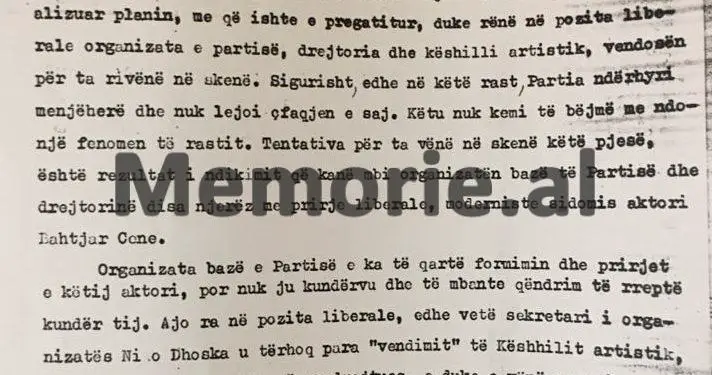 alizuar planin, me që ishte e pregatitur, duke rënë në pozita libe-
rale organizata e partisë, drejtoria dhe këshilli artistik, vendosën
për ta rivënë në skenë. Sigurisht, edhe në këtë rast, Partia ndërhyri
menjëherë dhe nuk lejoi çfaqjen e saj. Këtu nuk kemi të bëjmë me ndo-
një fenomen të rastit. Tentativa për ta vënë në skenë këtë pjesë,
është rezultat i ndikimit që kanë mbi organizatën bazë të Partisë dhe
drejtorinë disa njerëz me prirje liberale, moderniste sidomis aktori
Bahtjar Cone.
Organizata bazë e Partisë e ka të qartë formimin dhe prirjet
e këtij aktori, por nuk ju kundërvu dhe të mbante qëndrim të rreptë
kundër tij. Ajo ra në pozita liberale, edhe vetë sekretari i orga-
nizatës Ni o Dhoska u tërhoq para "vendimit" të Këshhilit artistik,
Memorie.al